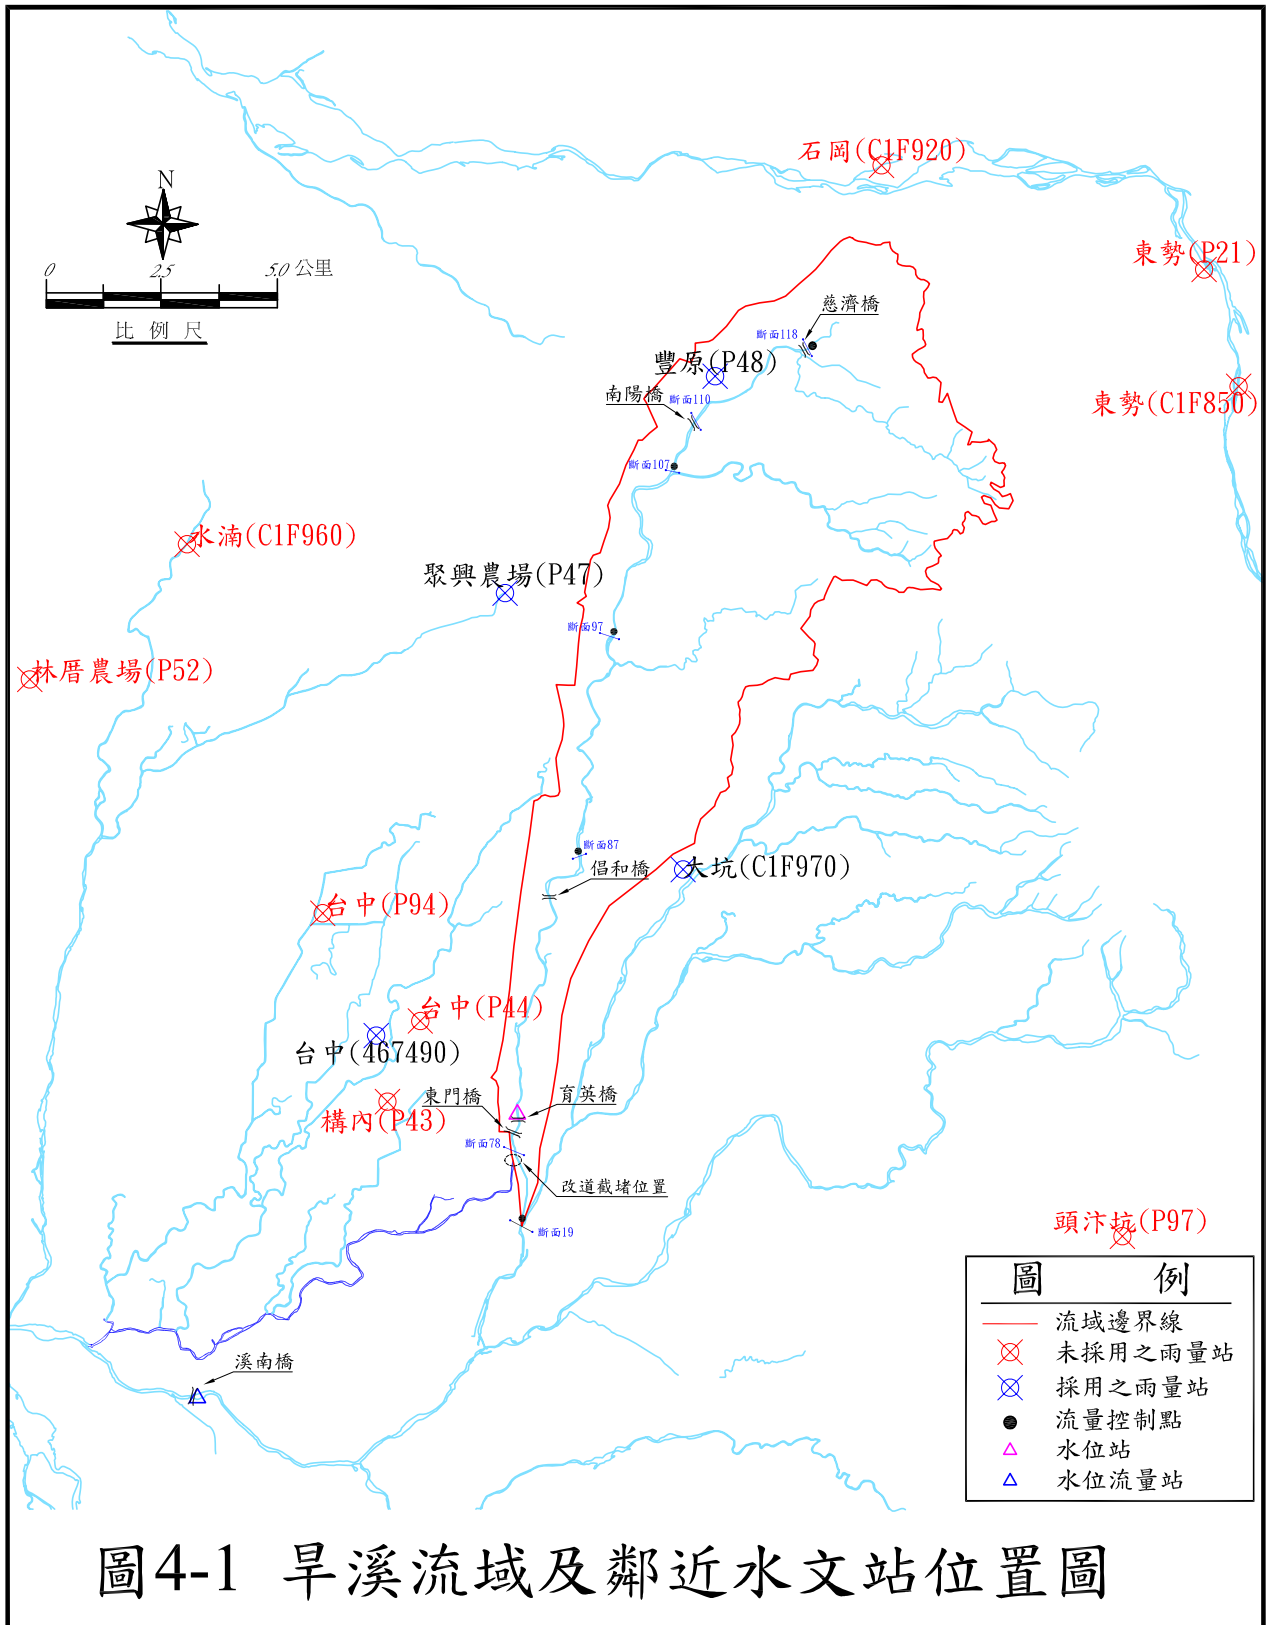 石岡(C1F920)
N
東勢(P21)
0 2.5 5.0 公里
比例尺
慈濟橋
斷面118
豐原(P48)
南陽橋
斷面110
東勢(C1F850)
斷面107
水湳(C1F960)
聚興農場(P47)
斷面97
林厝農場(P52)
斷面87
倡和橋
大坑(C1F970)
台中(P94)
台中(P44)
台中(467490)
東門橋
育英橋
構內(P43)
斷面78
改道截堵位置
頭汴坑(P97)
斷面19
圖例
流域邊界線
未採用之雨量站
溪南橋
採用之雨量站
流量控制點
水位站
水位流量站
圖4-1 旱溪流域及鄰近水文站位置圖